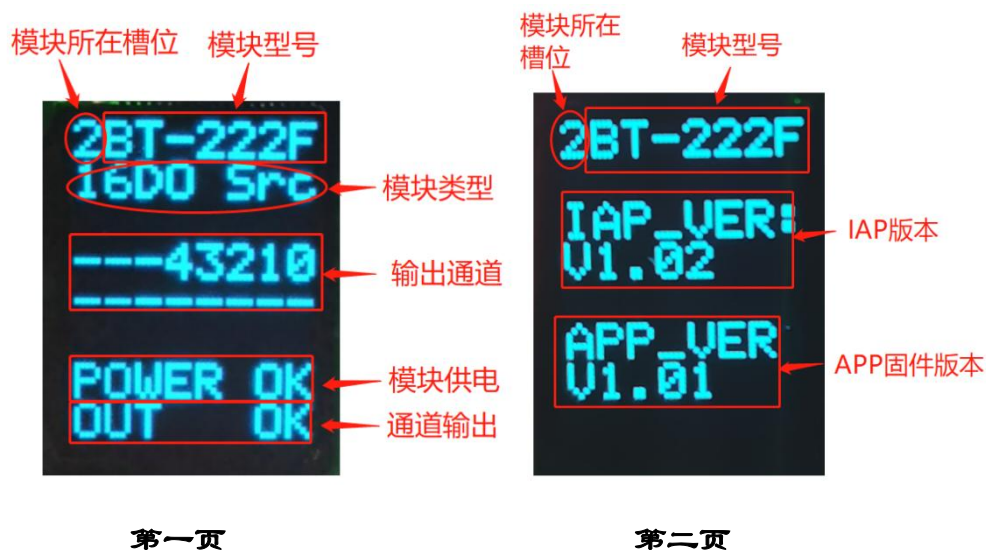 模块所在槽位
模块型号
2BT-222F
16DO Src
模块类型
---43210
--------
输出通道
POWER OK
模块供电
OUT OK
通道输出
第一页
模块所在
槽位
模块型号
2BT-222F
IAP_VER:
V1.02
IAP版本
APP_VER
V1.01
APP固件版本
第二页